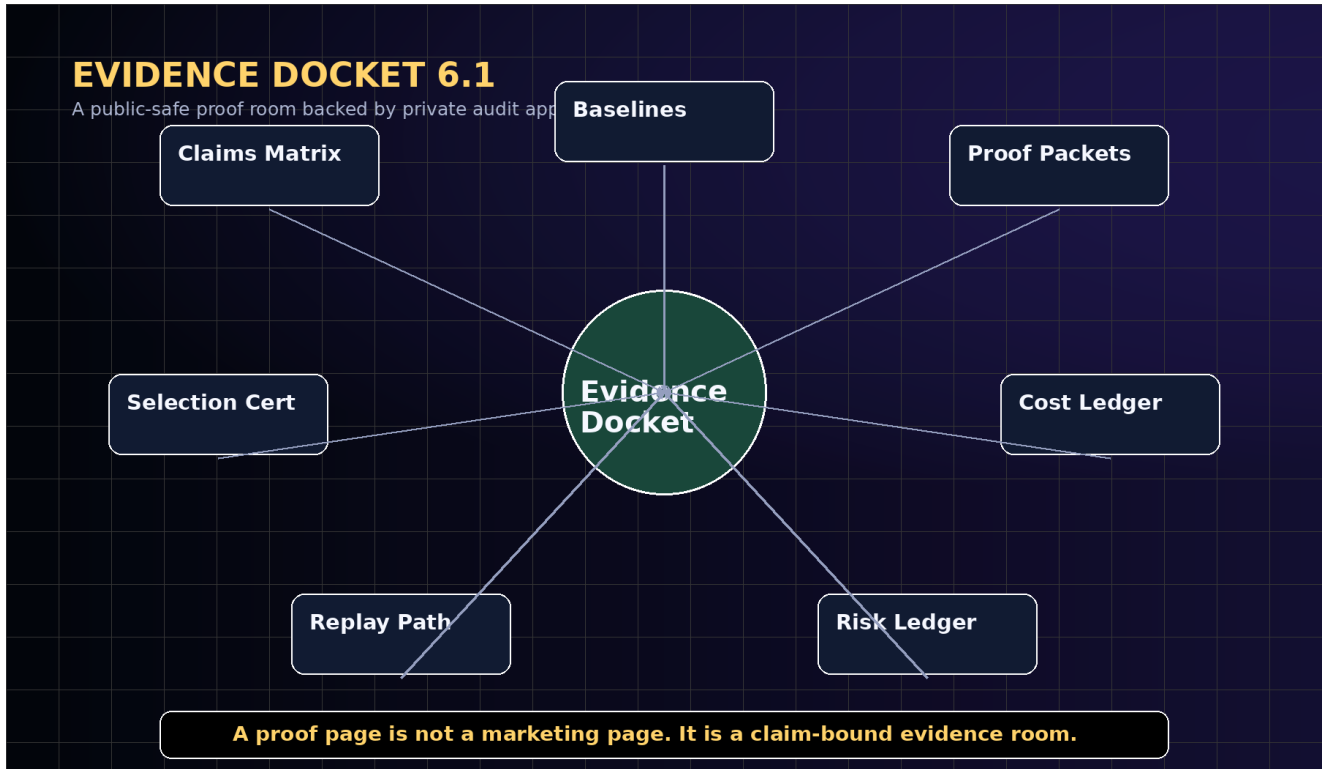 EVIDENCE DOCKET 6.1
A public-safe proof room backed by private audit app
Baselines
Claims Matrix
Proof Packets
Evidence
Docket
Selection Cert
Cost Ledger
Replay Path
Risk Ledger
A proof page is not a marketing page. It is a claim-bound evidence room.